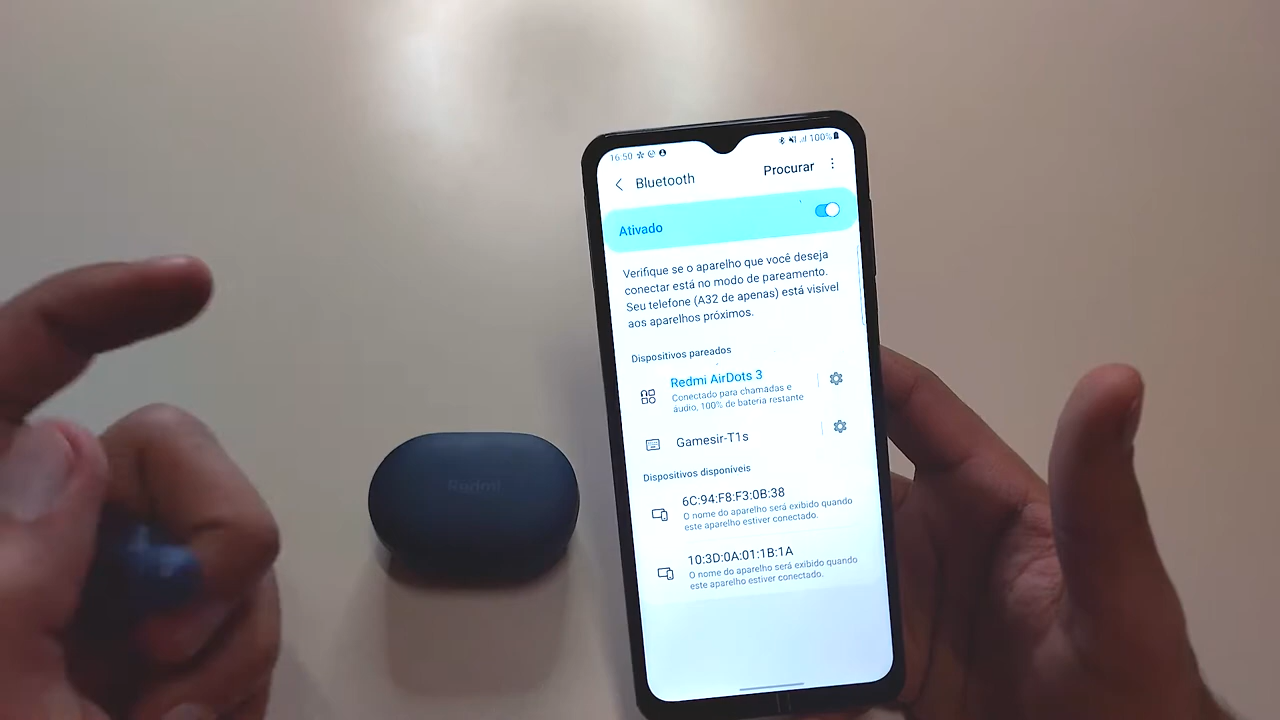 16:50
100%
Bluetooth
Procurar
Ativado
Verifique se o aparelho que você deseja
conectar está no modo de pareamento.
Seu telefone (A32 de apenas) está visível
aos aparelhos próximos.
Dispositivos pareados
Redmi AirDots 3
Conectado para chamadas e
áudio, 100% de bateria restante
Gamesir-T1s
Dispositivos disponíveis
6C:94:F8:F3:0B:38
O nome do aparelho será exibido quando
este aparelho estiver conectado.
10:3D:0A:01:1B:1A
O nome do aparelho será exibido quando
este aparelho estiver conectado.
Redmi